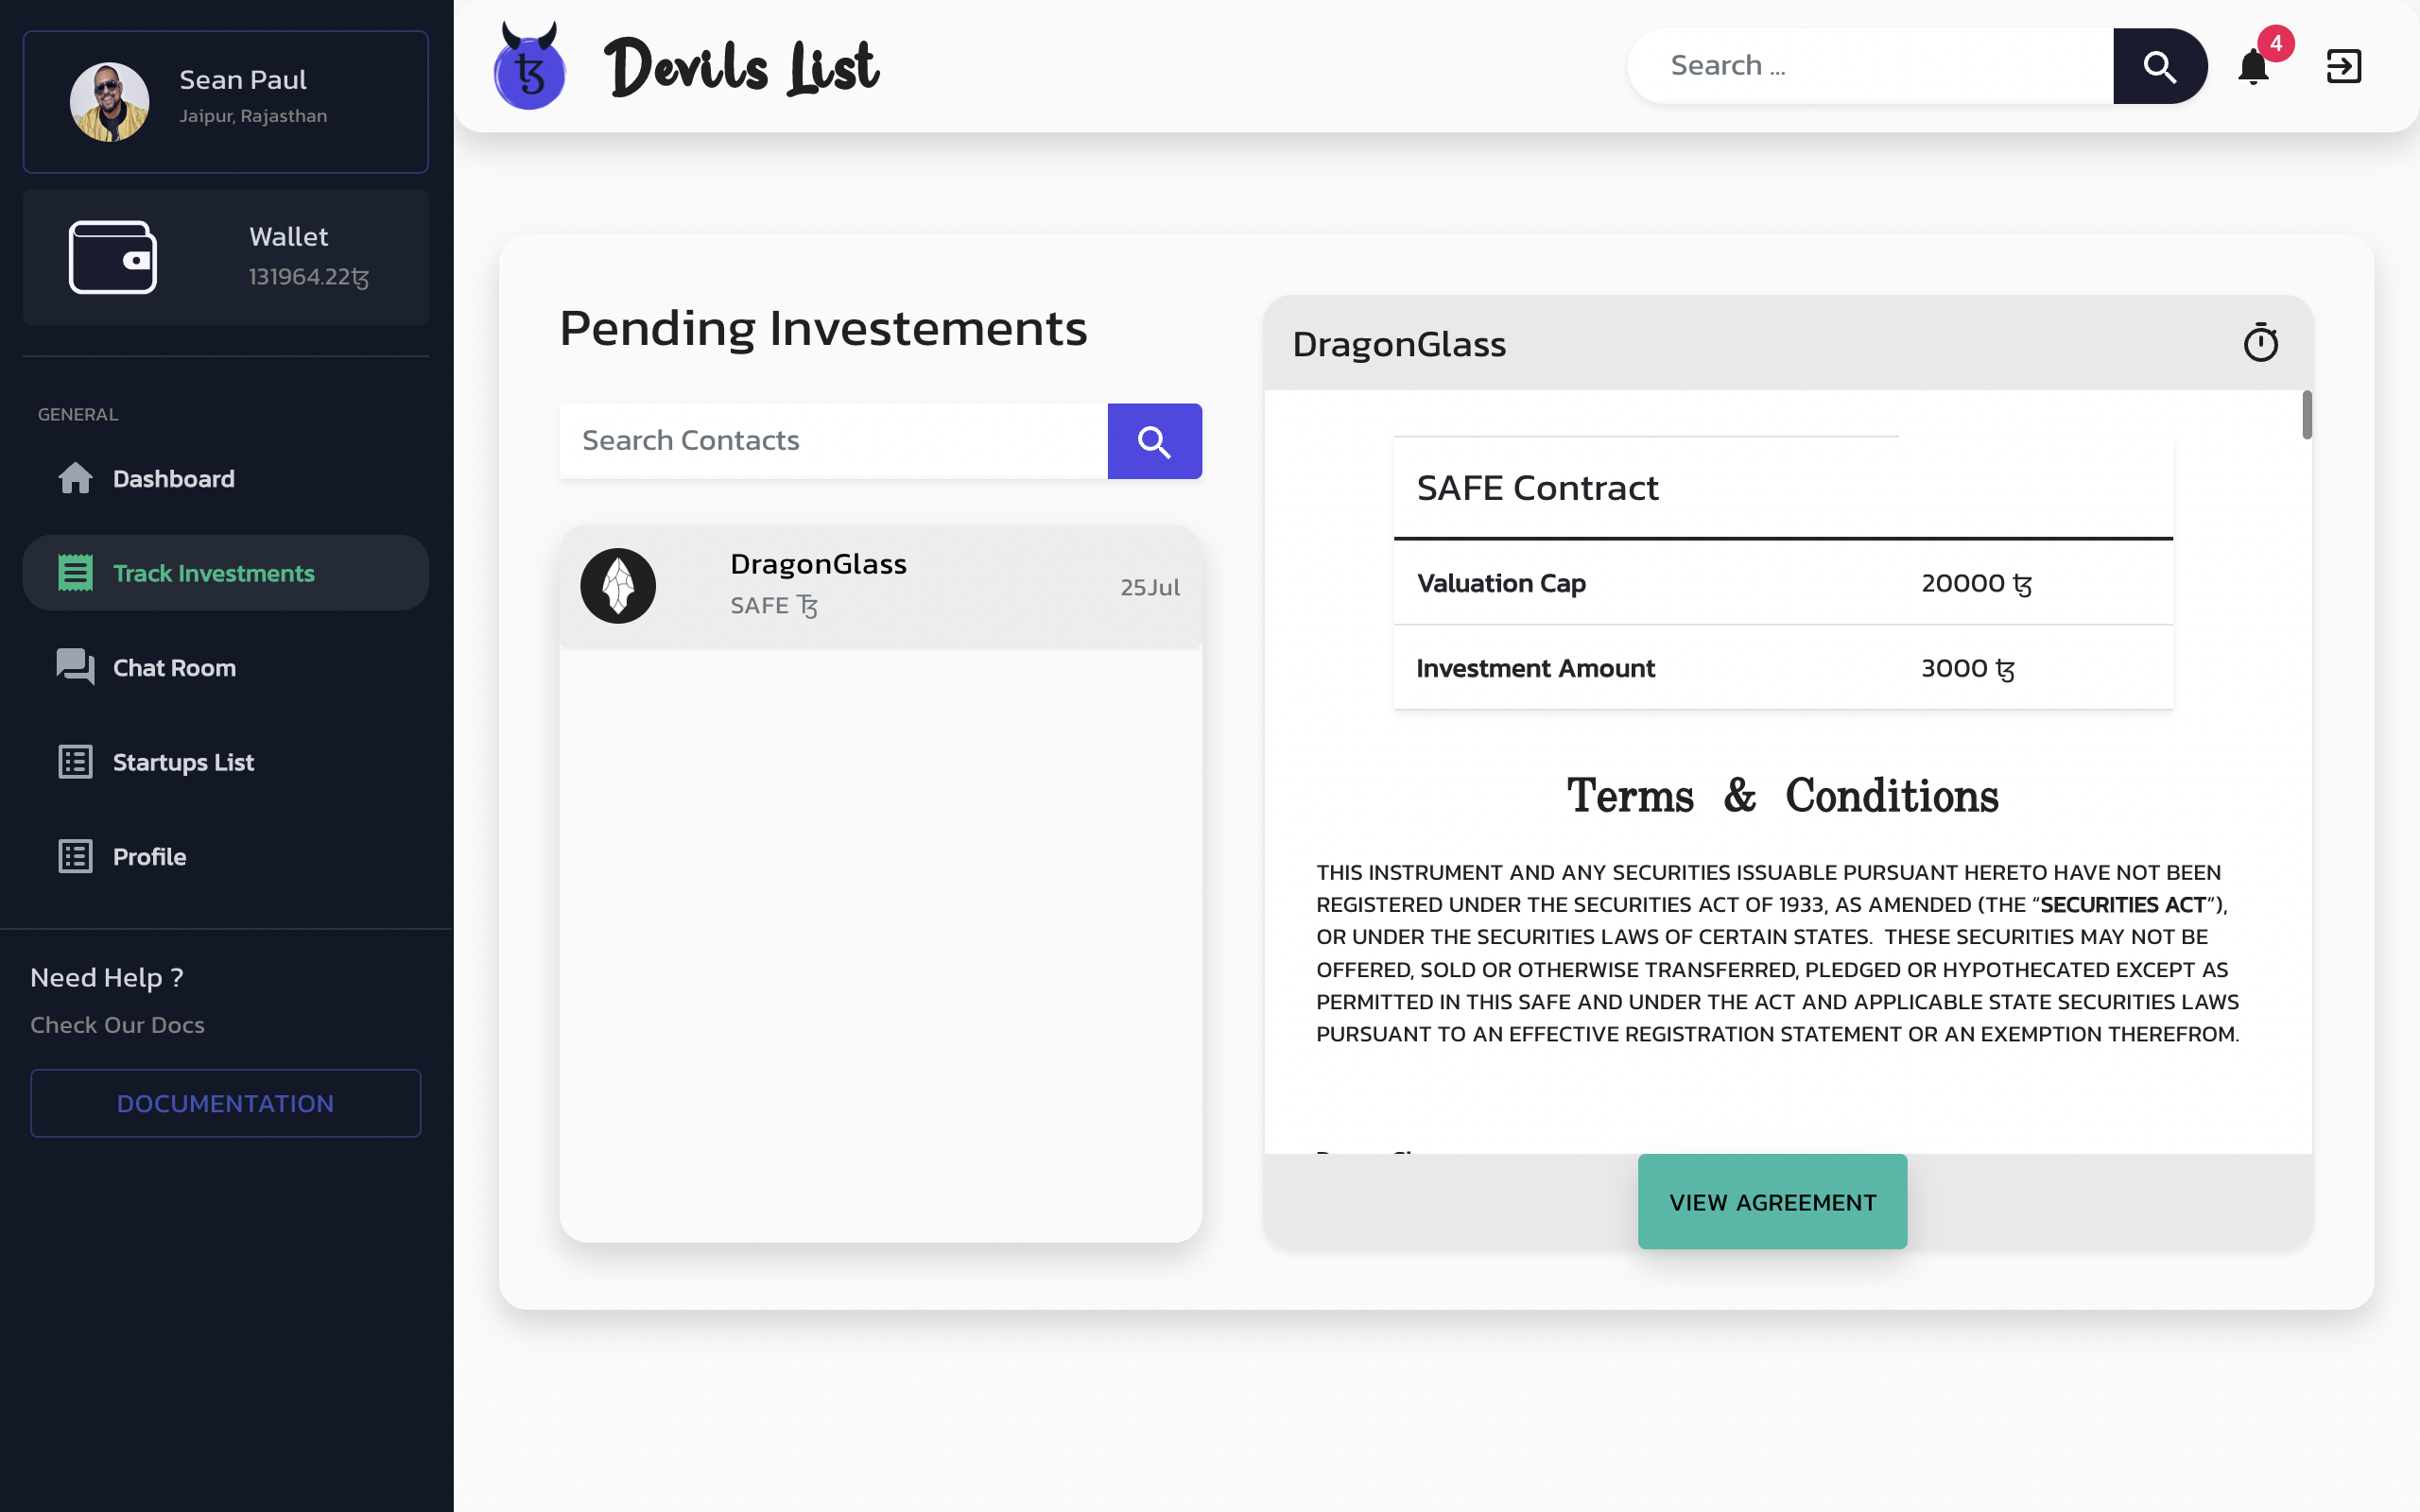 Sean Paul
Jaipur, Rajasthan
Wallet
131964.22ꜩ
GENERAL
Dashboard
Track Investments
Chat Room
Startups List
Profile
Need Help ?
Check Our Docs
DOCUMENTATION
ꜩ
Devils List
Search ...
4
Pending Investements
Search Contacts
DragonGlass
SAFE Ꜩ
25Jul
DragonGlass
SAFE Contract
Valuation Cap 20000 ꜩ
Investment Amount 3000 ꜩ
Terms & Conditions
THIS INSTRUMENT AND ANY SECURITIES ISSUABLE PURSUANT HERETO HAVE NOT BEEN
REGISTERED UNDER THE SECURITIES ACT OF 1933, AS AMENDED (THE “SECURITIES ACT”),
OR UNDER THE SECURITIES LAWS OF CERTAIN STATES.  THESE SECURITIES MAY NOT BE
OFFERED, SOLD OR OTHERWISE TRANSFERRED, PLEDGED OR HYPOTHECATED EXCEPT AS
PERMITTED IN THIS SAFE AND UNDER THE ACT AND APPLICABLE STATE SECURITIES LAWS
PURSUANT TO AN EFFECTIVE REGISTRATION STATEMENT OR AN EXEMPTION THEREFROM.
VIEW AGREEMENT